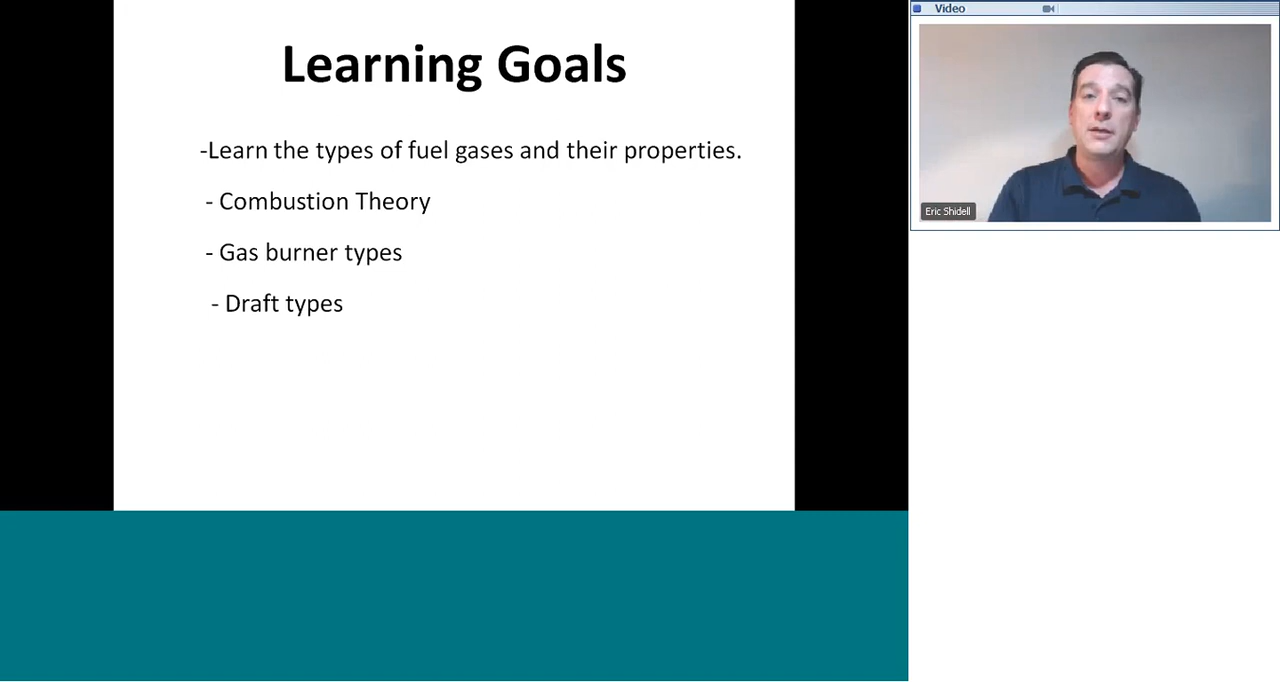 Learning Goals
-Learn the types of fuel gases and their properties.
- Combustion Theory
- Gas burner types
- Draft types
Video
Eric Shidell